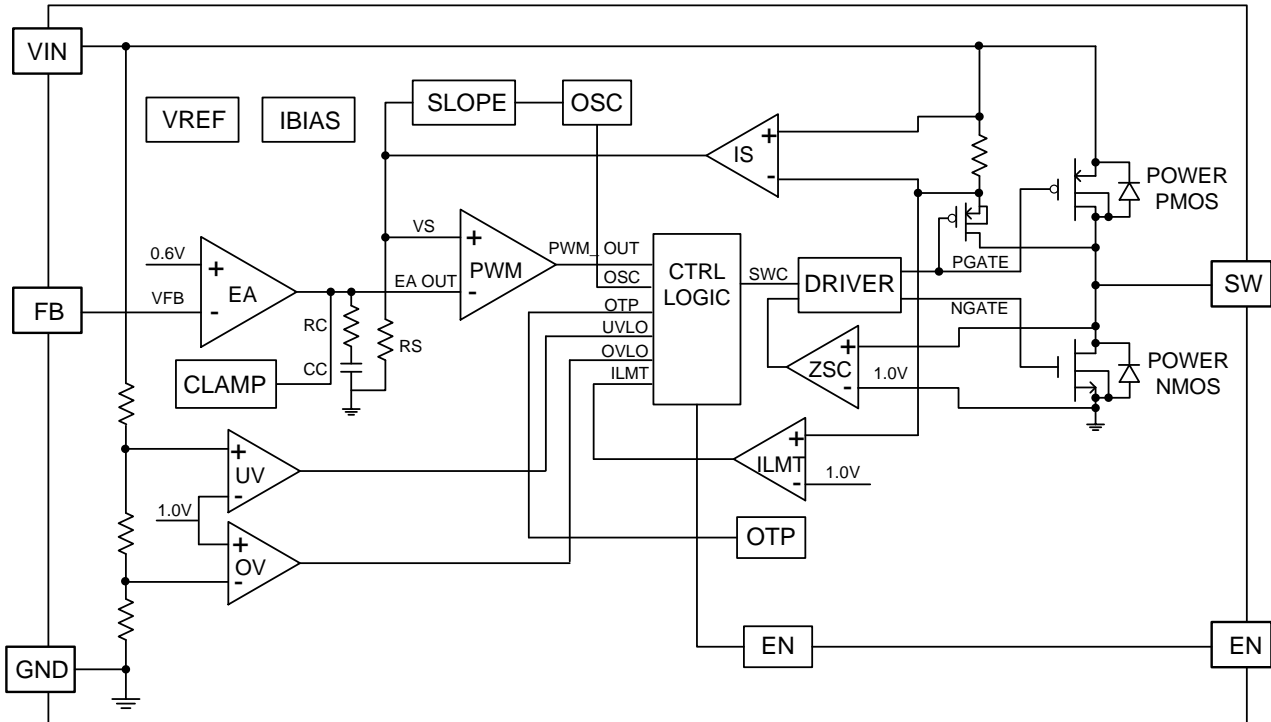 VIN
VREF
IBIAS
SLOPE
OSC
+
-
IS
POWER
PMOS
0.6V
+
-
EA
VFB
FB
VS
+
-
PWM
EA OUT
PWM_ OUT
OSC
OTP
UVLO
OVLO
ILMT
CTRL
LOGIC
SWC
DRIVER
PGATE
NGATE
SW
RC
CC
RS
CLAMP
+
-
ZSC
1.0V
POWER
NMOS
+
-
UV
1.0V
+
-
OV
+
-
ILMT
1.0V
OTP
GND
EN
EN